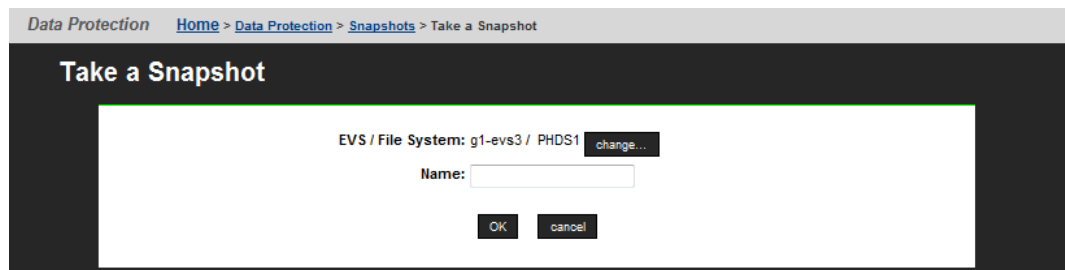 Data Protection Home > Data Protection > Snapshots > Take a Snapshot
Take a Snapshot
EVS / File System: g1-evs3 / PHDS1 change...
Name:
OK cancel